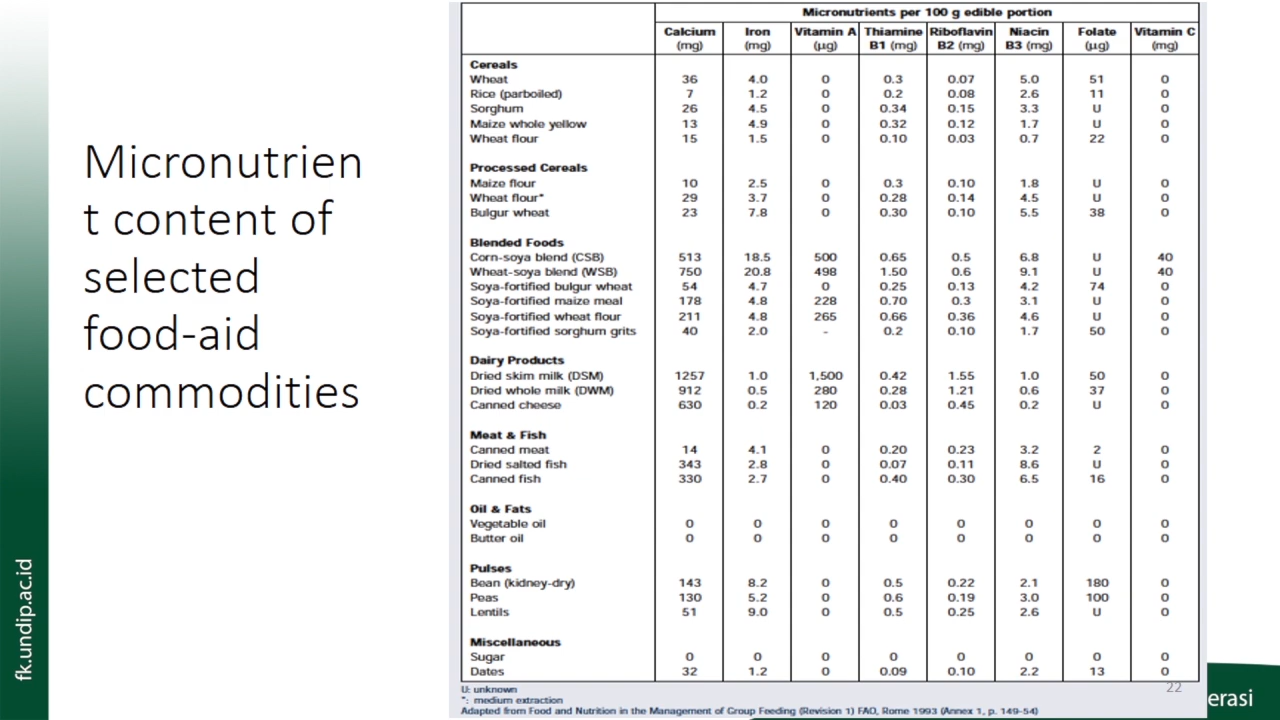 Micronutrien
t content of
selected
food-aid
commodities
fk.undip.ac.id
Micronutrients per 100 g edible portion
Calcium (mg) Iron (mg) Vitamin A (µg) Thiamine B1 (mg) Riboflavin B2 (mg) Niacin B3 (mg) Folate (µg) Vitamin C (mg)
Cereals
Wheat 36 4.0 0 0.3 0.07 5.0 51 0
Rice (parboiled) 7 1.2 0 0.2 0.08 2.6 11 0
Sorghum 26 4.5 0 0.34 0.15 3.3 U 0
Maize whole yellow 13 4.9 0 0.32 0.12 1.7 U 0
Wheat flour 15 1.5 0 0.10 0.03 0.7 22 0
Processed Cereals
Maize flour 10 2.5 0 0.3 0.10 1.8 U 0
Wheat flour* 29 3.7 0 0.28 0.14 4.5 U 0
Bulgur wheat 23 7.8 0 0.30 0.10 5.5 38 0
Blended Foods
Corn-soya blend (CSB) 513 18.5 500 0.65 0.5 6.8 U 40
Wheat-soya blend (WSB) 750 20.8 498 1.50 0.6 9.1 U 40
Soya-fortified bulgur wheat 54 4.7 0 0.25 0.13 4.2 74 0
Soya-fortified maize meal 178 4.8 228 0.70 0.3 3.1 U 0
Soya-fortified wheat flour 211 4.8 265 0.66 0.36 4.6 U 0
Soya-fortified sorghum grits 40 2.0 - 0.2 0.10 1.7 50 0
Dairy Products
Dried skim milk (DSM) 1257 1.0 1,500 0.42 1.55 1.0 50 0
Dried whole milk (DWM) 912 0.5 280 0.28 1.21 0.6 37 0
Canned cheese 630 0.2 120 0.03 0.45 0.2 U 0
Meat & Fish
Canned meat 14 4.1 0 0.20 0.23 3.2 2 0
Dried salted fish 343 2.8 0 0.07 0.11 8.6 U 0
Canned fish 330 2.7 0 0.40 0.30 6.5 16 0
Oil & Fats
Vegetable oil 0 0 0 0 0 0 0 0
Butter oil 0 0 0 0 0 0 0 0
Pulses
Bean (kidney-dry) 143 8.2 0 0.5 0.22 2.1 180 0
Peas 130 5.2 0 0.6 0.19 3.0 100 0
Lentils 51 9.0 0 0.5 0.25 2.6 U 0
Miscellaneous
Sugar 0 0 0 0 0 0 0 0
Dates 32 1.2 0 0.09 0.10 2.2 13 0
U: unknown
*: medium extraction
Adapted from Food and Nutrition in the Management of Group Feeding (Revision 1) FAO, Rome 1993 (Annex 1, p. 149-54)
22
erasi